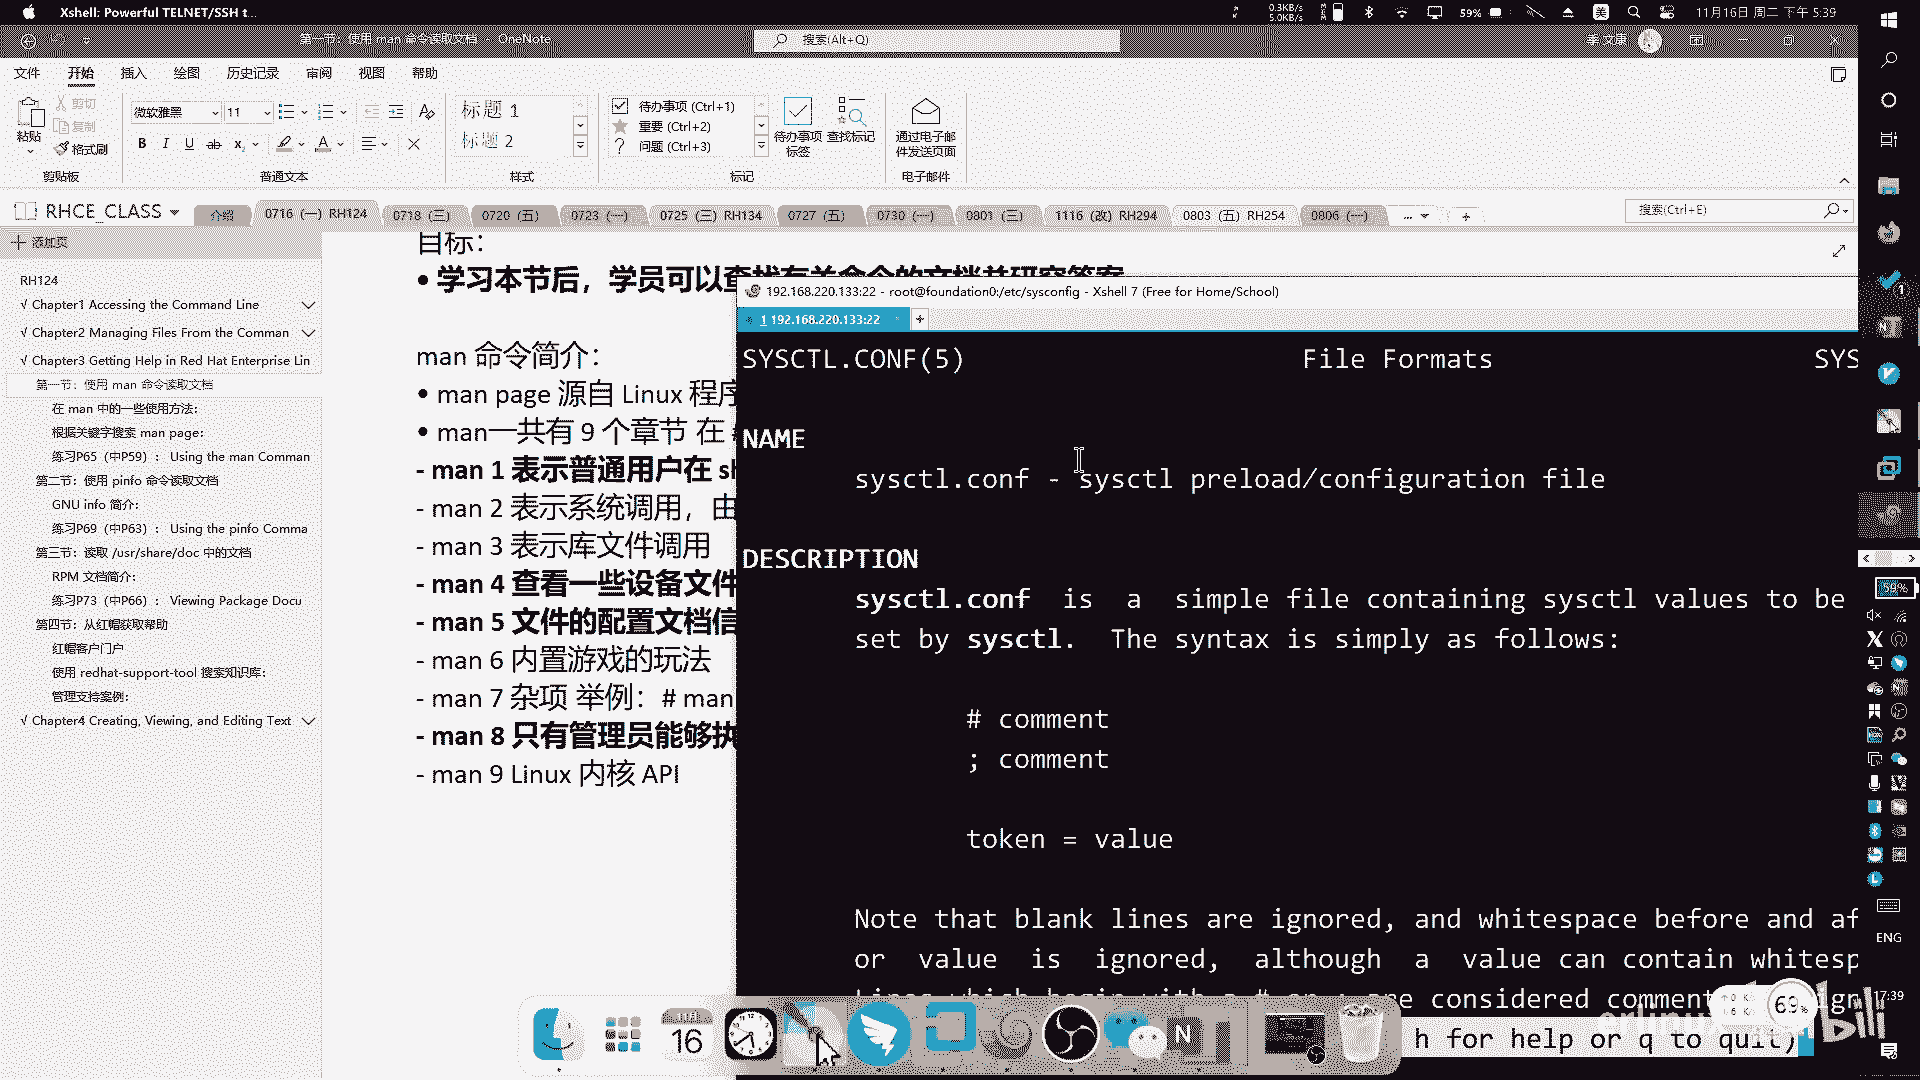 Xshell: Powerful TELNET/SSH t...
0.3KB/s
5.0KB/s
59%
美
11月16日 周二 下午 5:39
第一节：使用 man 命令读取文档 - OneNote
搜索(Alt+Q)
文件 开始 插入 绘图 历史记录 审阅 视图 帮助
粘贴
剪切
复制
格式刷
剪贴板
微软雅黑 11
B I U ab x
普通文本
标题 1
标题 2
样式
待办事项 (Ctrl+1)
重要 (Ctrl+2)
问题 (Ctrl+3)
待办事项标签
查找标记
标记
通过电子邮件发送页面
电子邮件
RHCE_CLASS
介绍 0716 (一) RH124 0718 (三) 0720 (五) 0723 (一) 0725 (三) RH134 0727 (五) 0730 (一) 0801 (三) 1116 (改) RH294 0803 (五) RH254 0806 (一) ...
搜索(Ctrl+E)
添加页
RH124
√ Chapter1 Accessing the Command Line
√ Chapter2 Managing Files From the Comman
√ Chapter3 Getting Help in Red Hat Enterprise Lin
第一节：使用 man 命令读取文档
在 man 中的一些使用方法：
根据关键字搜索 man page：
练习P65（中P59）： Using the man Comman
第二节：使用 pinfo 命令读取文档
GNU info 简介：
练习P69（中P63）： Using the pinfo Comma
第三节：读取 /usr/share/doc 中的文档
RPM 文档简介：
练习P73（中P66）： Viewing Package Docu
第四节：从红帽获取帮助
红帽客户门户
使用 redhat-support-tool 搜索知识库：
管理支持案例：
√ Chapter4 Creating, Viewing, and Editing Text
目标：
• 学习本节后，学员可以查找有关命令的文档并研究答案
man 命令简介：
• man page 源自 Linux 程序
• man一共有 9 个章节 在
- man 1 表示普通用户在 sh
- man 2 表示系统调用，由
- man 3 表示库文件调用
- man 4 查看一些设备文件
- man 5 文件的配置文档信
- man 6 内置游戏的玩法
- man 7 杂项 举例：# man
- man 8 只有管理员能够执
- man 9 Linux 内核 API
192.168.220.133:22 - root@foundation0:/etc/sysconfig - Xshell 7 (Free for Home/School)
1 192.168.220.133:22
SYSCTL.CONF(5) File Formats SYS
NAME
sysctl.conf - sysctl preload/configuration file
DESCRIPTION
sysctl.conf is a simple file containing sysctl values to be
set by sysctl. The syntax is simply as follows:
# comment
; comment
token = value
Note that blank lines are ignored, and whitespace before and af
or value is ignored, although a value can contain whitesp
h for help or q to quit)
16
59%
ENG
17:39
69%
bill